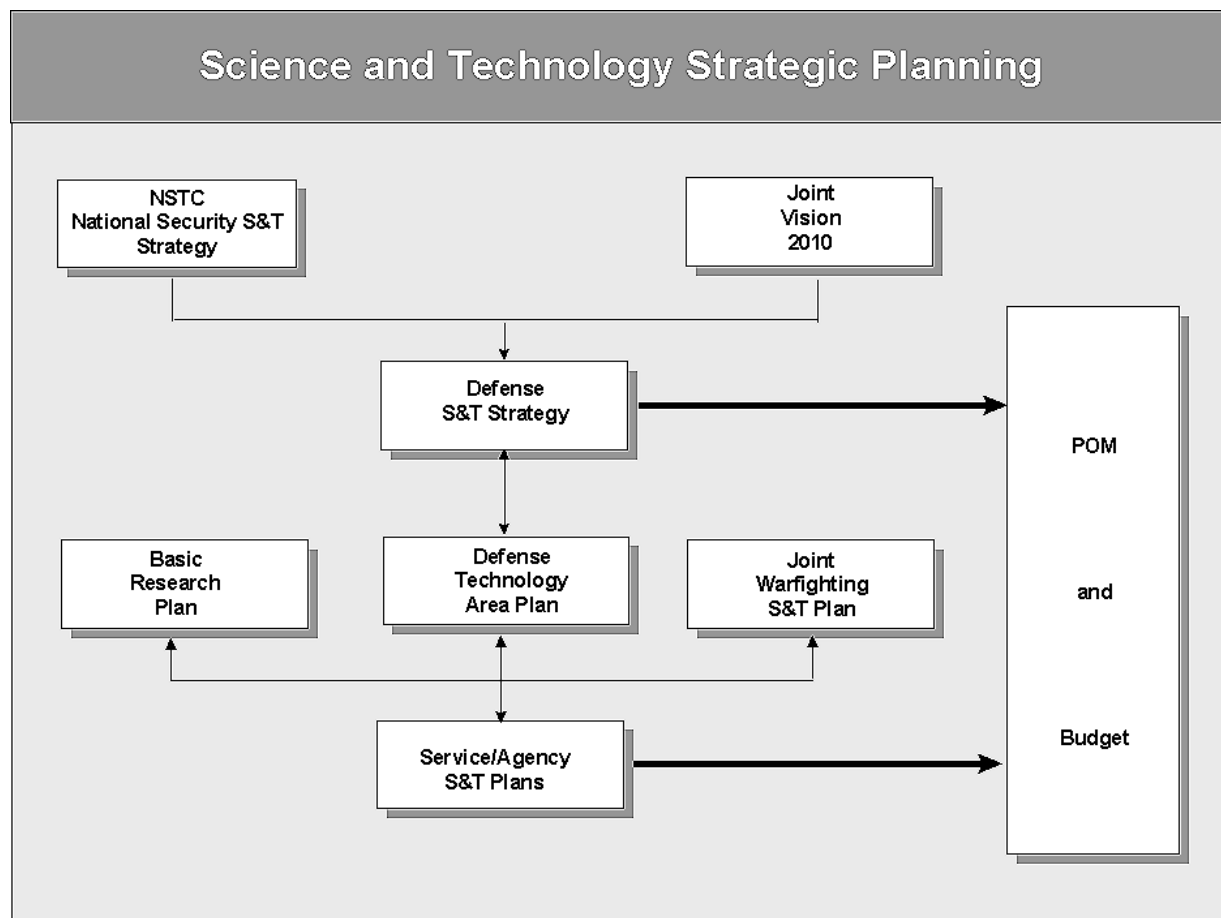 Science and Technology Strategic Planning
NSTC
National Security S&T
Strategy
Joint
Vision
2010
Defense
S&T Strategy
Basic
Research
Plan
Defense
Technology
Area Plan
Joint
Warfighting
S&T Plan
Service/Agency
S&T Plans
POM
and
Budget